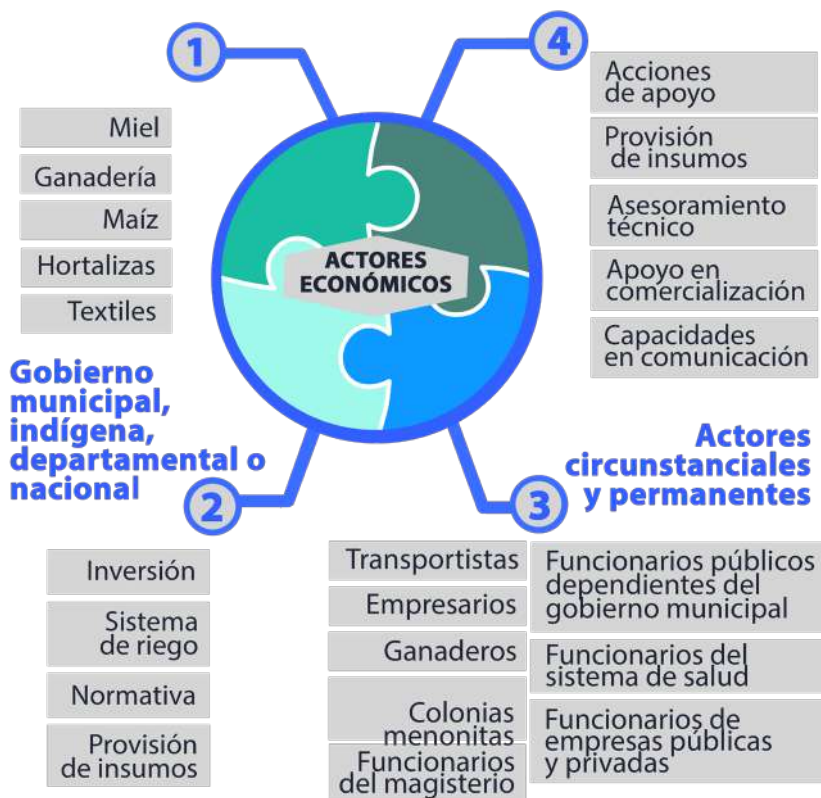 1
Miel
Ganadería
Maíz
Hortalizas
Textiles
ACTORES
ECONÓMICOS
4
Acciones
de apoyo
Provisión
de insumos
Asesoramiento
técnico
Apoyo en
comercialización
Capacidades
en comunicación
Gobierno
municipal,
indígena,
departamental o
nacional
2
Inversión
Sistema
de riego
Normativa
Provisión
de insumos
Actores
circunstanciales
y permanentes
3
Transportistas
Empresarios
Ganaderos
Colonias
menonitas
Funcionarios
del magisterio
Funcionarios públicos
dependientes del
gobierno municipal
Funcionarios del
sistema de salud
Funcionarios de
empresas públicas
y privadas